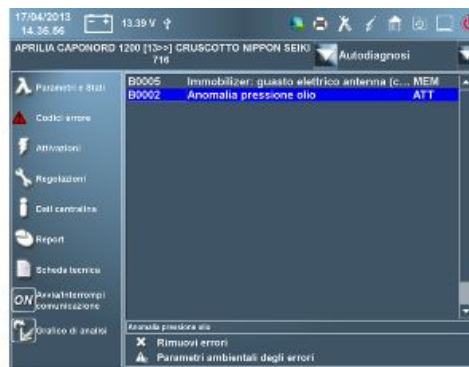 17/04/2013
14.36.56
13.39 V
APRILIA CAPONORD 1200 [13>>] CRUSCOTTO NIPPON SEIKI
716
Autodiagnosi
Parametri e Stati
Codici errore
Attivazioni
Regolazioni
Dati centralina
Report
Scheda tecnica
ON Avvia/Interrompi
comunicazione
Grafico di analisi
B0005 Immobilizer: guasto elettrico antenna (c... MEM
B0002 Anomalia pressione olio ATT
Anomalia pressione olio
Rimuovi errori
Parametri ambientali degli errori